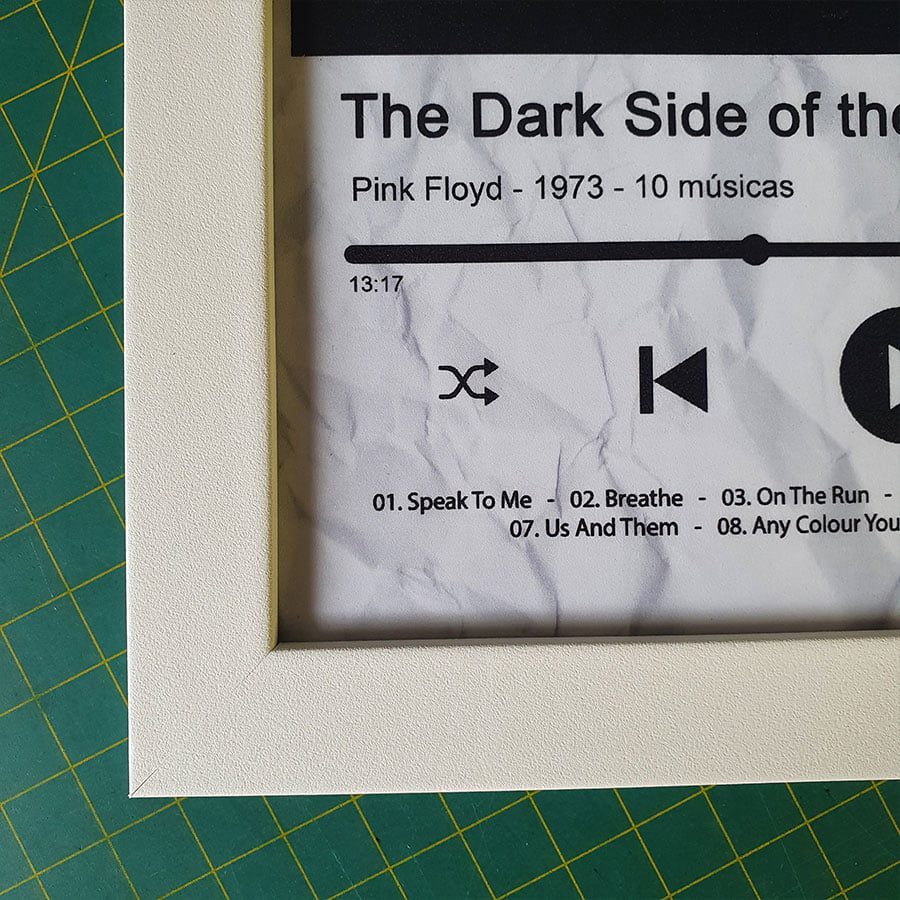 The Dark Side of the
Pink Floyd - 1973 - 10 músicas
13:17
01. Speak To Me - 02. Breathe - 03. On The Run -
07. Us And Them - 08. Any Colour You